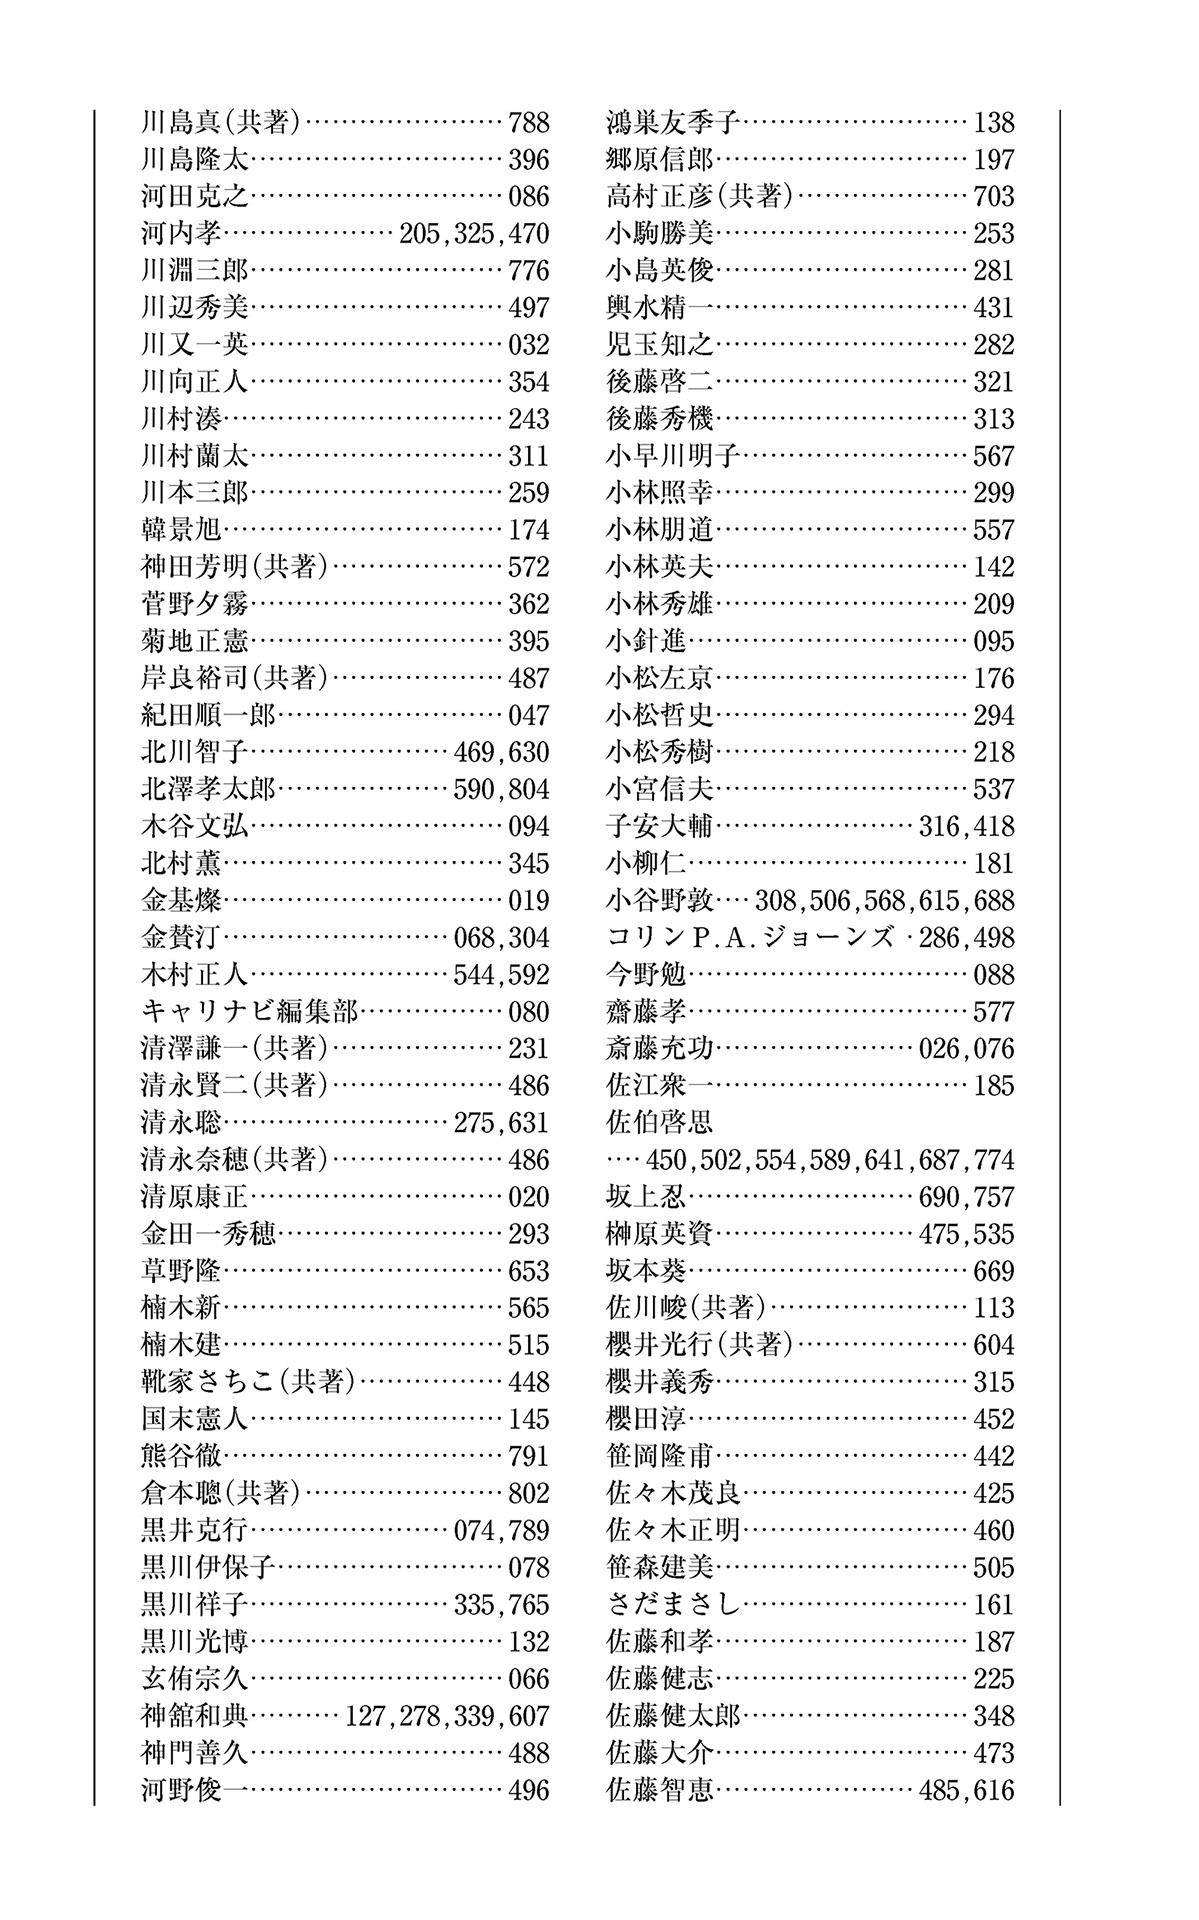 川島真(共著)……………………788
川島隆太…………………………396
河田克之…………………………086
河内孝…………………205,325,470
川淵三郎…………………………776
川辺秀美…………………………497
川又一英…………………………032
川向正人…………………………354
川村湊……………………………243
川村蘭太…………………………311
川本三郎…………………………259
韓景旭……………………………174
神田芳明(共著)…………………572
菅野夕霧…………………………362
菊地正憲…………………………395
岸良裕司(共著)…………………487
紀田順一郎………………………047
北川智子……………………469,630
北澤孝太郎…………………590,804
木谷文弘…………………………094
北村薫……………………………345
金基燦……………………………019
金賛汀………………………068,304
木村正人……………………544,592
キャリナビ編集部………………080
清澤謙一(共著)…………………231
清永賢二(共著)…………………486
清永聡………………………275,631
清永奈穂(共著)…………………486
清原康正…………………………020
金田一秀穂………………………293
草野隆……………………………653
楠木新……………………………565
楠木建……………………………515
靴家さちこ(共著)………………448
国末憲人…………………………145
熊谷徹……………………………791
倉本聰(共著)……………………802
黒井克行……………………074,789
黒川伊保子………………………078
黒川祥子……………………335,765
黒川光博…………………………132
玄侑宗久…………………………066
神舘和典…………127,278,339,607
神門善久…………………………488
河野俊一…………………………496
鴻巣友季子………………………138
郷原信郎…………………………197
高村正彦(共著)…………………703
小駒勝美…………………………253
小島英俊…………………………281
輿水精一…………………………431
児玉知之…………………………282
後藤啓二…………………………321
後藤秀機…………………………313
小早川明子………………………567
小林照幸…………………………299
小林朋道…………………………557
小林英夫…………………………142
小林秀雄…………………………209
小針進……………………………095
小松左京…………………………176
小松哲史…………………………294
小松秀樹…………………………218
小宮信夫…………………………537
子安大輔……………………316,418
小柳仁……………………………181
小谷野敦‥‥308,506,568,615,688
コリンP.A.ジョーンズ・286,498
今野勉……………………………088
齋藤孝……………………………577
斎藤充功……………………026,076
佐江衆一…………………………185
佐伯啓思
‥‥450,502,554,589,641,687,774
坂上忍………………………690,757
榊原英資……………………475,535
坂本葵……………………………669
佐川峻(共著)……………………113
櫻井光行(共著)…………………604
櫻井義秀…………………………315
櫻田淳……………………………452
笹岡隆甫…………………………442
佐々木茂良………………………425
佐々木正明………………………460
笹森建美…………………………505
さだまさし………………………161
佐藤和孝…………………………187
佐藤健志…………………………225
佐藤健太郎………………………348
佐藤大介…………………………473
佐藤智恵……………………485,616